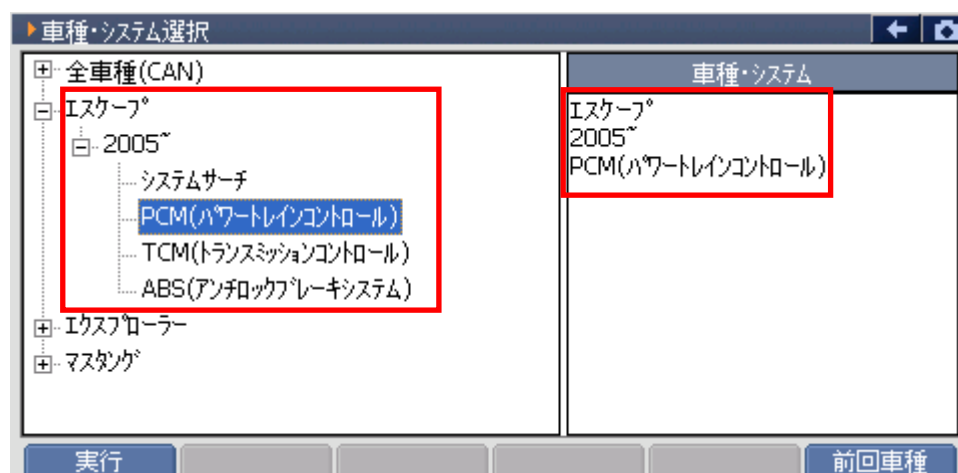 車種･システム選択
全車種(CAN)
エスケープ
2005~
システムサーチ
PCM(パワートレインコントロール)
TCM(トランスミッションコントロール)
ABS(アンチロックブレーキシステム)
エクスプローラー
マスタング
車種･システム
エスケープ
2005~
PCM(パワートレインコントロール)
実行
前回車種